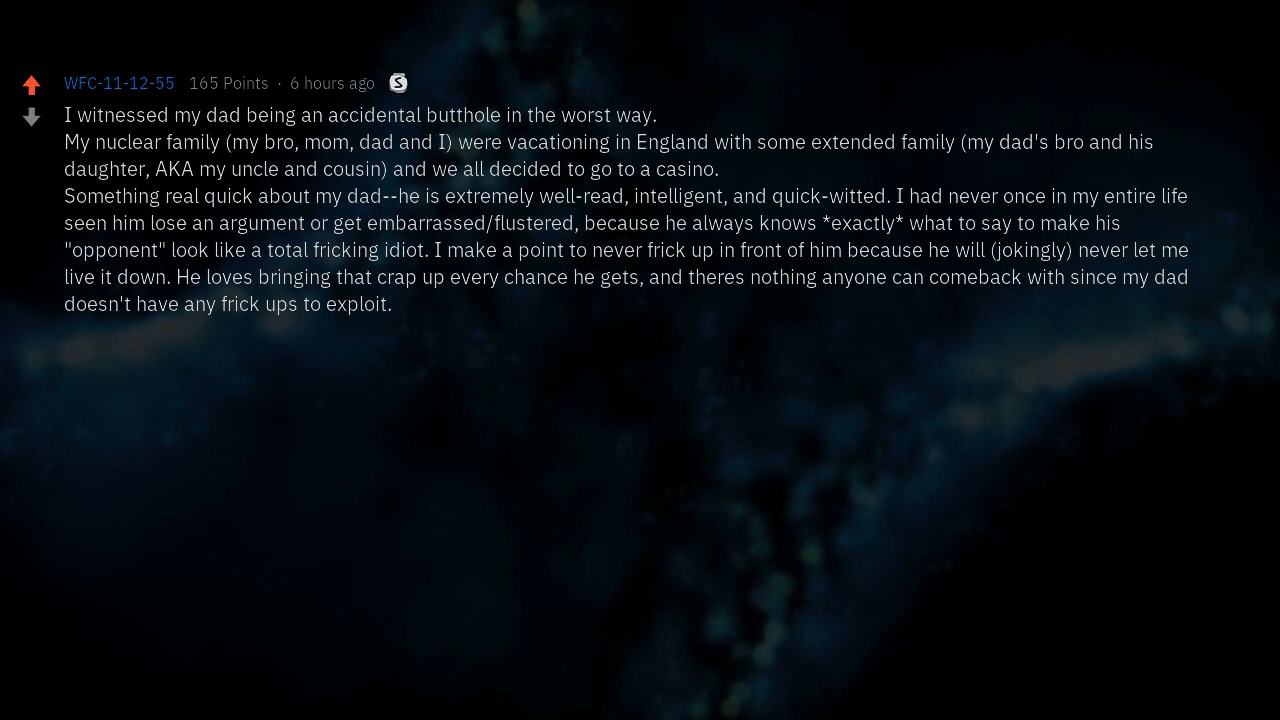 WFC-11-12-55 165 Points · 6 hours ago S
I witnessed my dad being an accidental butthole in the worst way.
My nuclear family (my bro, mom, dad and I) were vacationing in England with some extended family (my dad's bro and his
daughter, AKA my uncle and cousin) and we all decided to go to a casino.
Something real quick about my dad--he is extremely well-read, intelligent, and quick-witted. I had never once in my entire life
seen him lose an argument or get embarrassed/flustered, because he always knows *exactly* what to say to make his
"opponent" look like a total fricking idiot. I make a point to never frick up in front of him because he will (jokingly) never let me
live it down. He loves bringing that crap up every chance he gets, and theres nothing anyone can comeback with since my dad
doesn't have any frick ups to exploit.